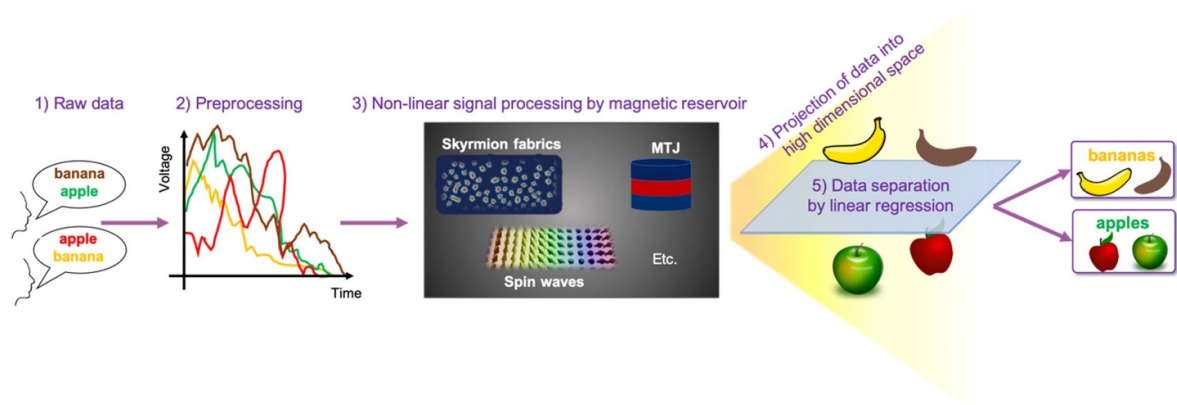 1) Raw data
banana
apple
apple
banana
2) Preprocessing
Voltage
Time
3) Non-linear signal processing by magnetic reservoir
Skyrmion fabrics
MTJ
Spin waves
Etc.
4) Projection of data into
high dimensional space
5) Data separation
by linear regression
bananas
apples